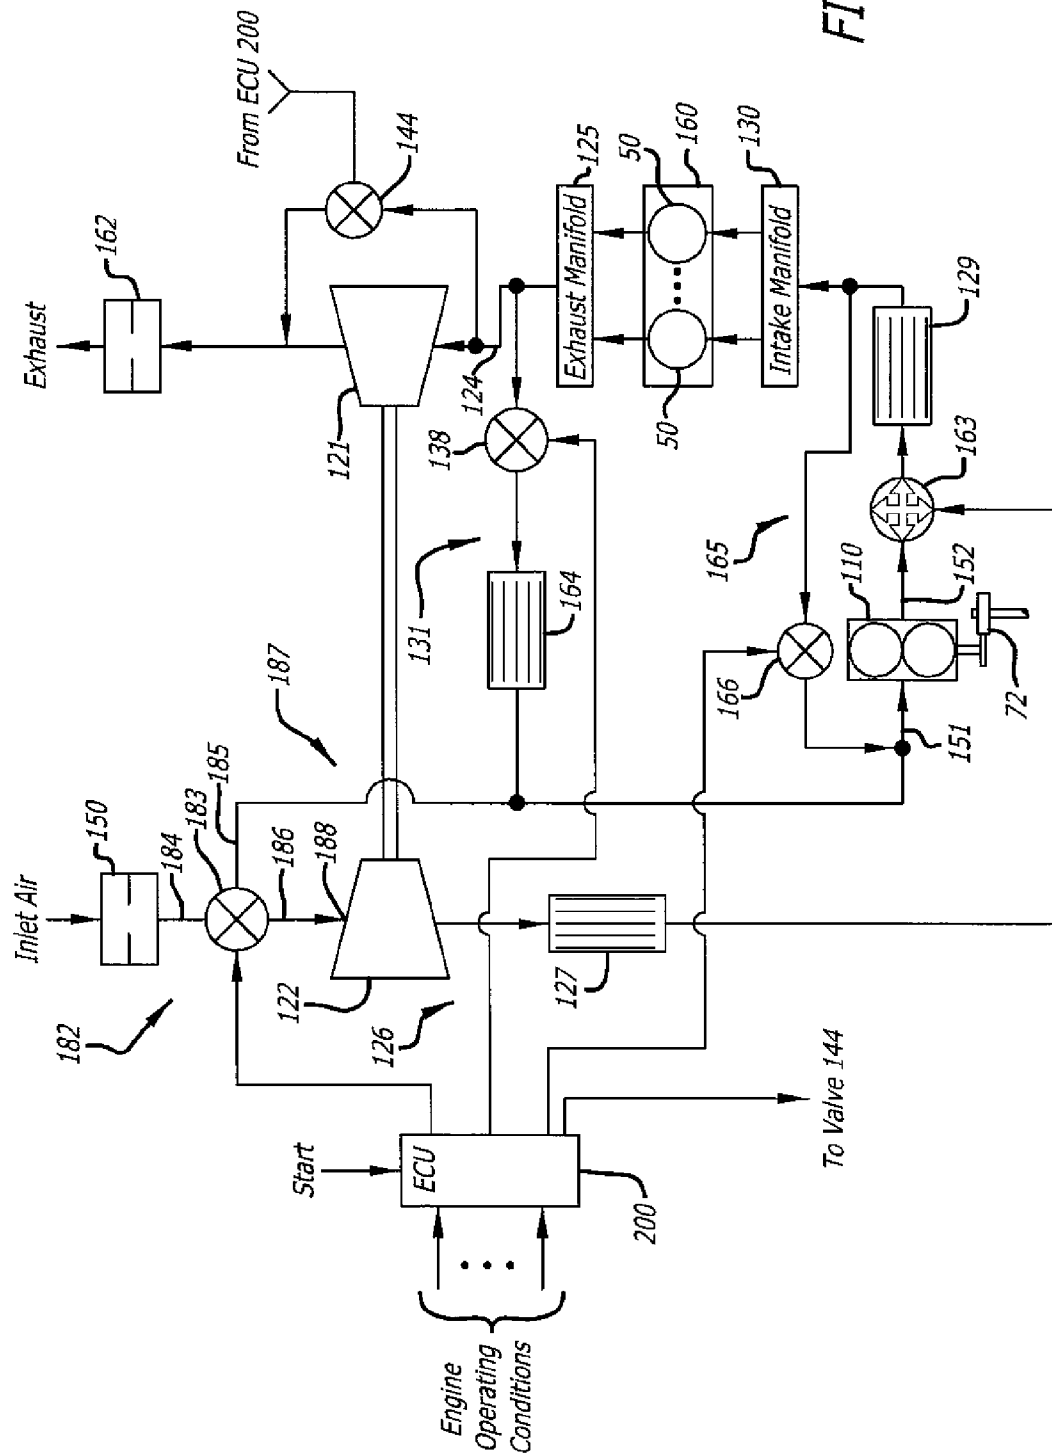 FI
Inlet Air
150
184
183
185
182
186
188
187
122
126
127
Start
ECU
200
Engine
Operating
Conditions
To Valve 144
Exhaust
162
From ECU 200
144
121
124
138
131
164
Exhaust Manifold
125
50
50
160
Intake Manifold
130
165
166
129
163
110
152
151
72